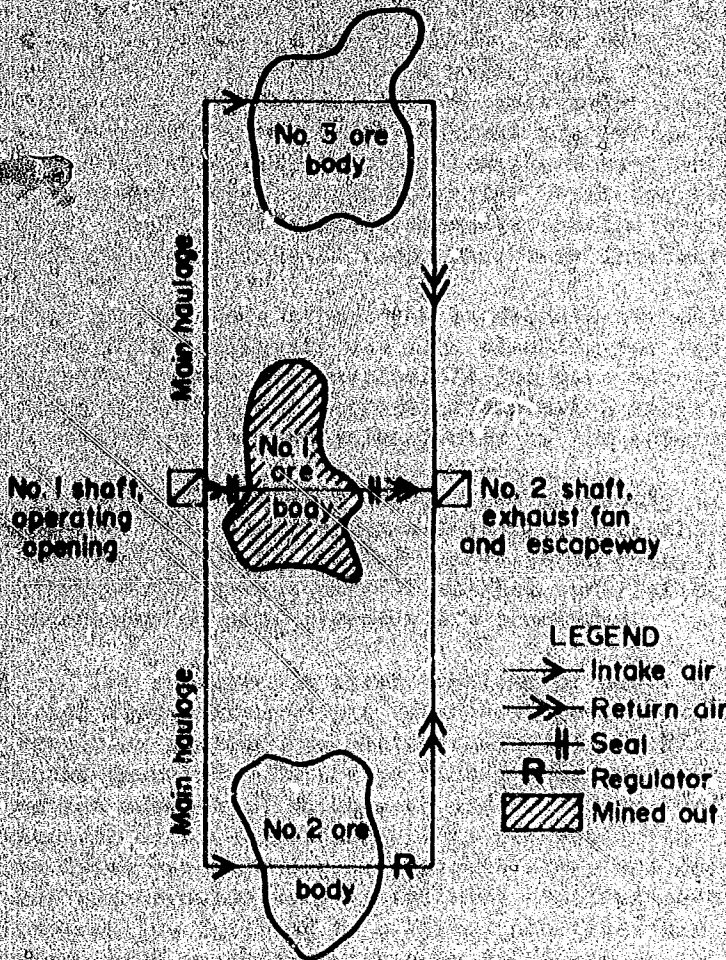 No. 3 ore
body
Main haulage
No. 1
ore
body
No. 1 shaft,
operating
opening
No. 2 shaft,
exhaust fan
and escapeway
Main haulage
No. 2 ore
body
R
LEGEND
Intake air
Return air
Seal
R Regulator
Mined out